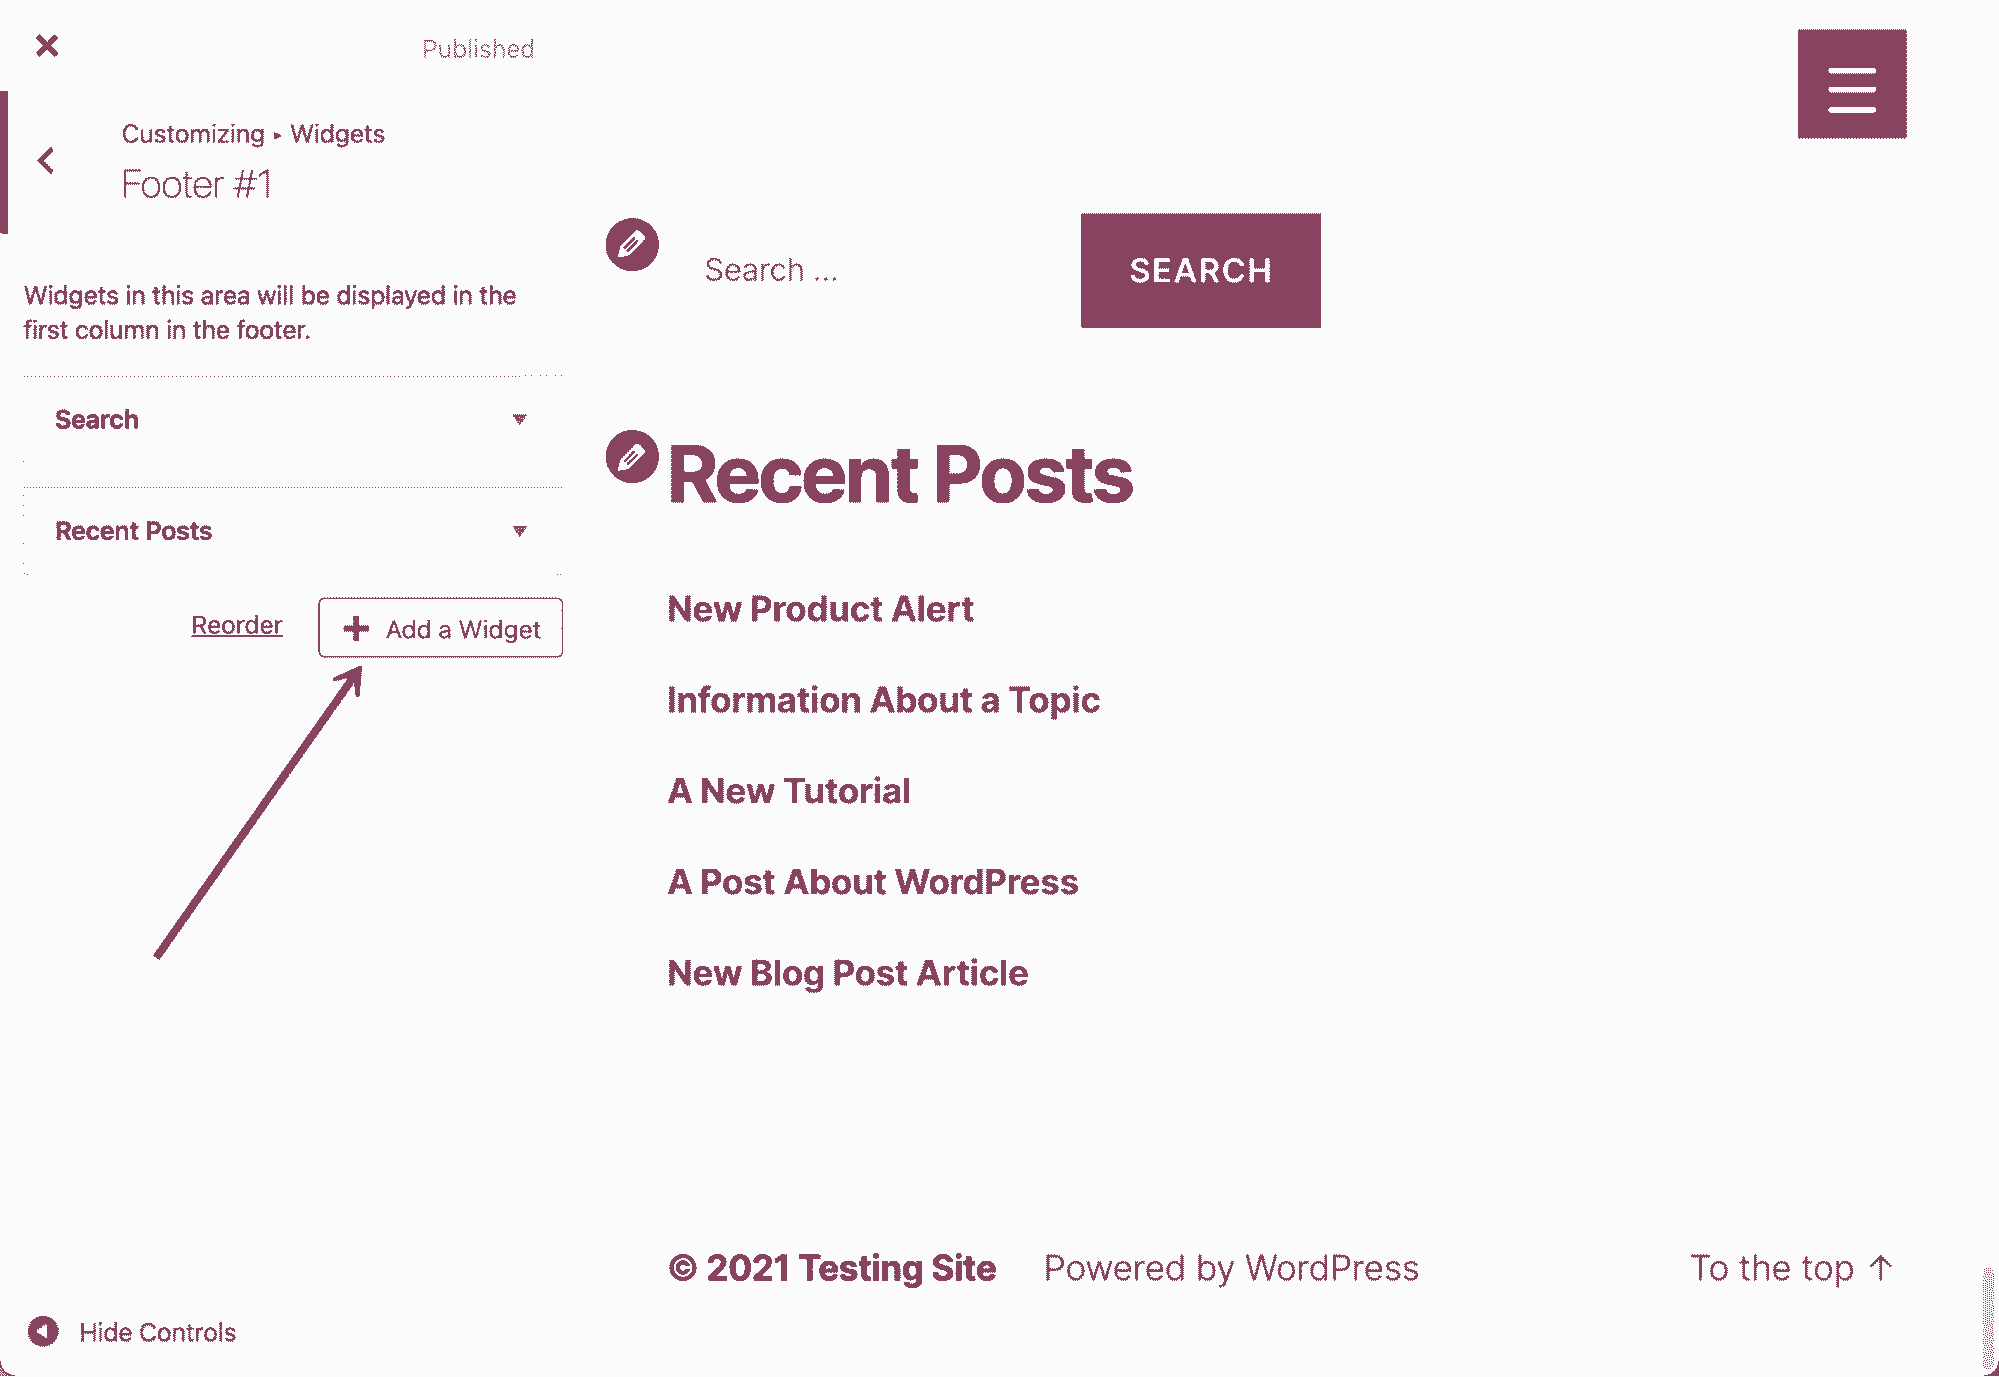 Published
Customizing ▸ Widgets
Footer #1
Widgets in this area will be displayed in the
first column in the footer.
Search
Recent Posts
Reorder
Add a Widget
Hide Controls
Search ...
SEARCH
Recent Posts
New Product Alert
Information About a Topic
A New Tutorial
A Post About WordPress
New Blog Post Article
© 2021 Testing Site Powered by WordPress To the top ↑